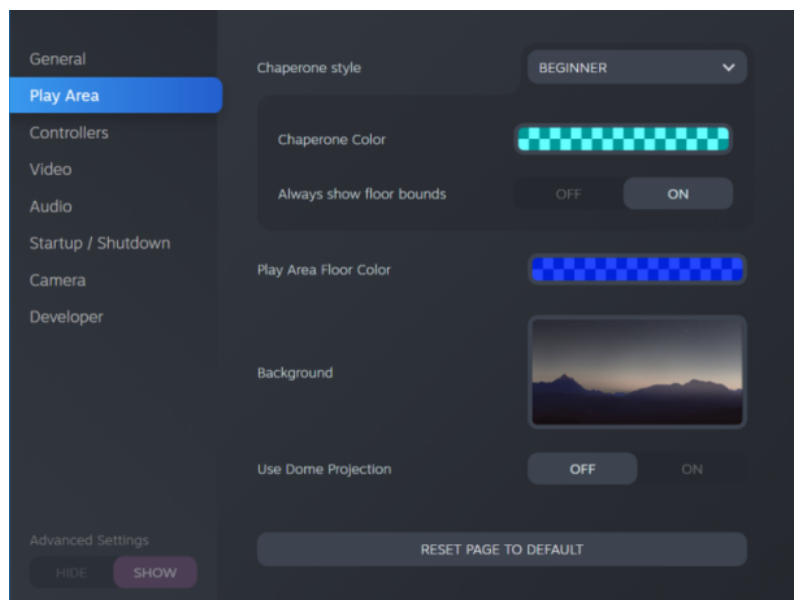 General
Play Area
Controllers
Video
Audio
Startup / Shutdown
Camera
Developer
Advanced Settings
HIDE SHOW
Chaperone style BEGINNER
Chaperone Color
Always show floor bounds OFF ON
Play Area Floor Color
Background
Use Dome Projection OFF ON
RESET PAGE TO DEFAULT